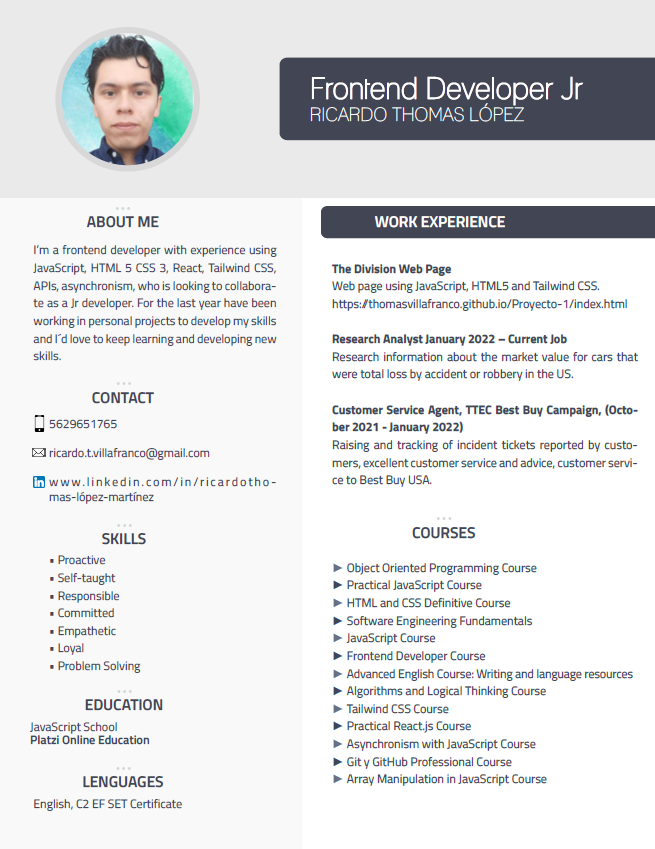 Frontend Developer Jr
RICARDO THOMAS LÓPEZ
ABOUT ME
I'm a frontend developer with experience using
JavaScript, HTML 5 CSS 3, React, Tailwind CSS,
APIs, asynchronism, who is looking to collabora-
te as a Jr developer. For the last year have been
working in personal projects to develop my skills
and I´d love to keep learning and developing new
skills.
CONTACT
5629651765
ricardo.t.villafranco@gmail.com
in www.linkedin.com/in/ricardotho-
mas-lópez-martínez
SKILLS
▪ Proactive
▪ Self-taught
▪ Responsible
▪ Committed
▪ Empathetic
▪ Loyal
▪ Problem Solving
EDUCATION
JavaScript School
Platzi Online Education
LENGUAGES
English, C2 EF SET Certificate
WORK EXPERIENCE
The Division Web Page
Web page using JavaScript, HTML5 and Tailwind CSS.
https://thomasvillafranco.github.io/Proyecto-1/index.html
Research Analyst January 2022 – Current Job
Research information about the market value for cars that
were total loss by accident or robbery in the US.
Customer Service Agent, TTEC Best Buy Campaign, (Octo-
ber 2021 - January 2022)
Raising and tracking of incident tickets reported by custo-
mers, excellent customer service and advice, customer servi-
ce to Best Buy USA.
COURSES
► Object Oriented Programming Course
► Practical JavaScript Course
► HTML and CSS Definitive Course
► Software Engineering Fundamentals
► JavaScript Course
► Frontend Developer Course
► Advanced English Course: Writing and language resources
► Algorithms and Logical Thinking Course
► Tailwind CSS Course
► Practical React.js Course
► Asynchronism with JavaScript Course
► Git y GitHub Professional Course
► Array Manipulation in JavaScript Course